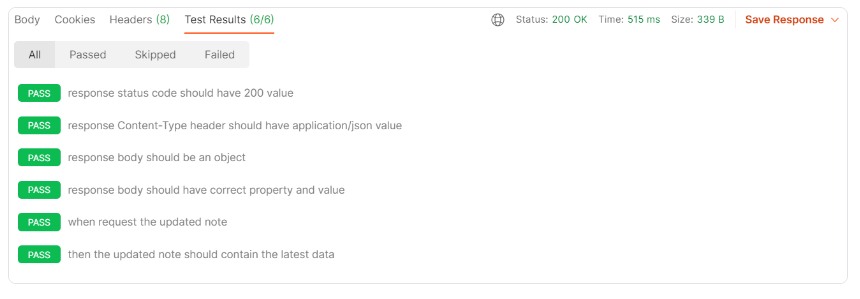 Body Cookies Headers (8) Test Results (6/6) Status: 200 OK Time: 515 ms Size: 339 B Save Response
All Passed Skipped Failed
PASS response status code should have 200 value
PASS response Content-Type header should have application/json value
PASS response body should be an object
PASS response body should have correct property and value
PASS when request the updated note
PASS then the updated note should contain the latest data